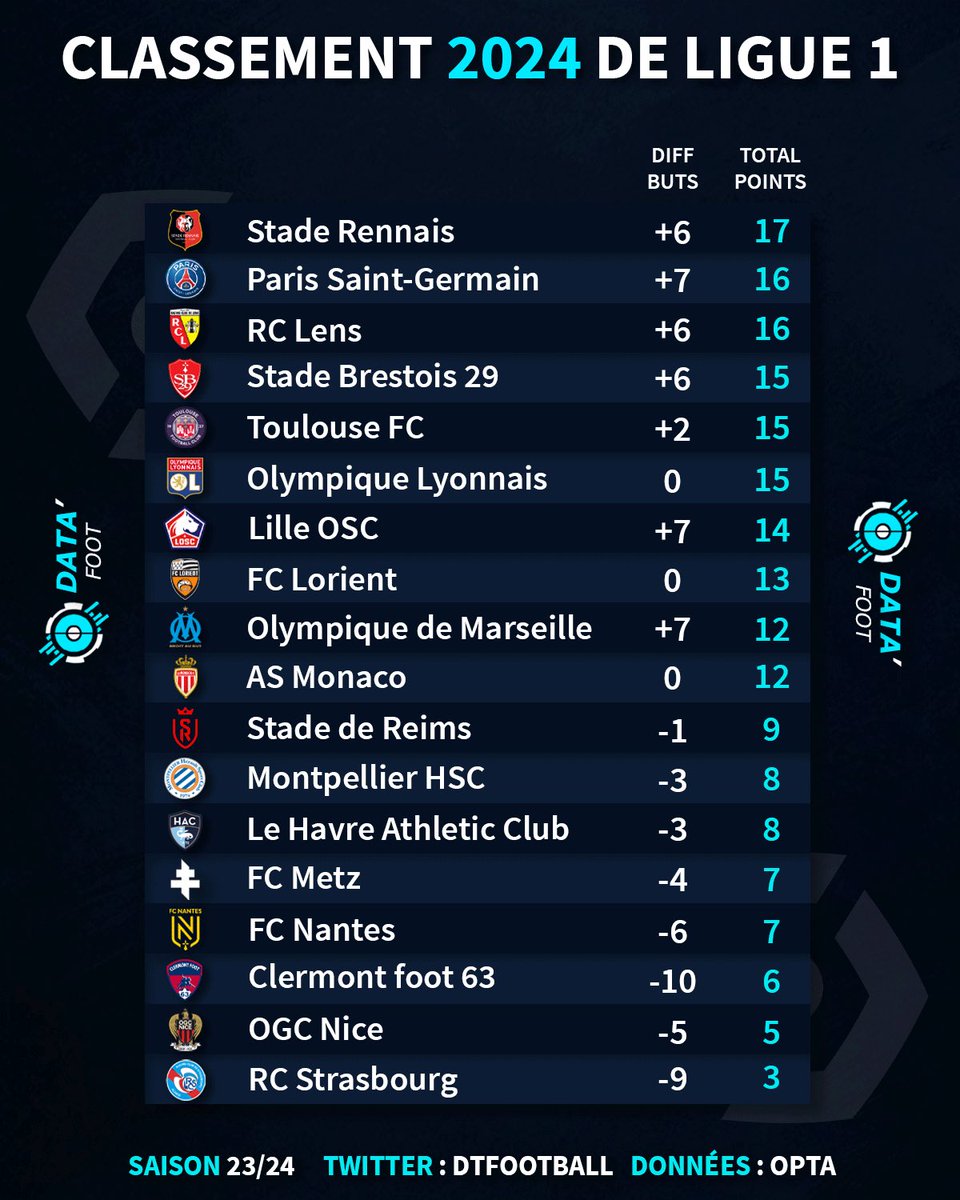 CLASSEMENT 2024 DE LIGUE 1
DIFF BUTS TOTAL POINTS
Stade Rennais +6 17
Paris Saint-Germain +7 16
RC Lens +6 16
Stade Brestois 29 +6 15
Toulouse FC +2 15
Olympique Lyonnais 0 15
Lille OSC +7 14
FC Lorient 0 13
Olympique de Marseille +7 12
AS Monaco 0 12
Stade de Reims -1 9
Montpellier HSC -3 8
Le Havre Athletic Club -3 8
FC Metz -4 7
FC Nantes -6 7
Clermont foot 63 -10 6
OGC Nice -5 5
RC Strasbourg -9 3
DATA'
FOOT
DATA'
FOOT
SAISON 23/24 TWITTER : DTFOOTBALL DONNÉES : OPTA